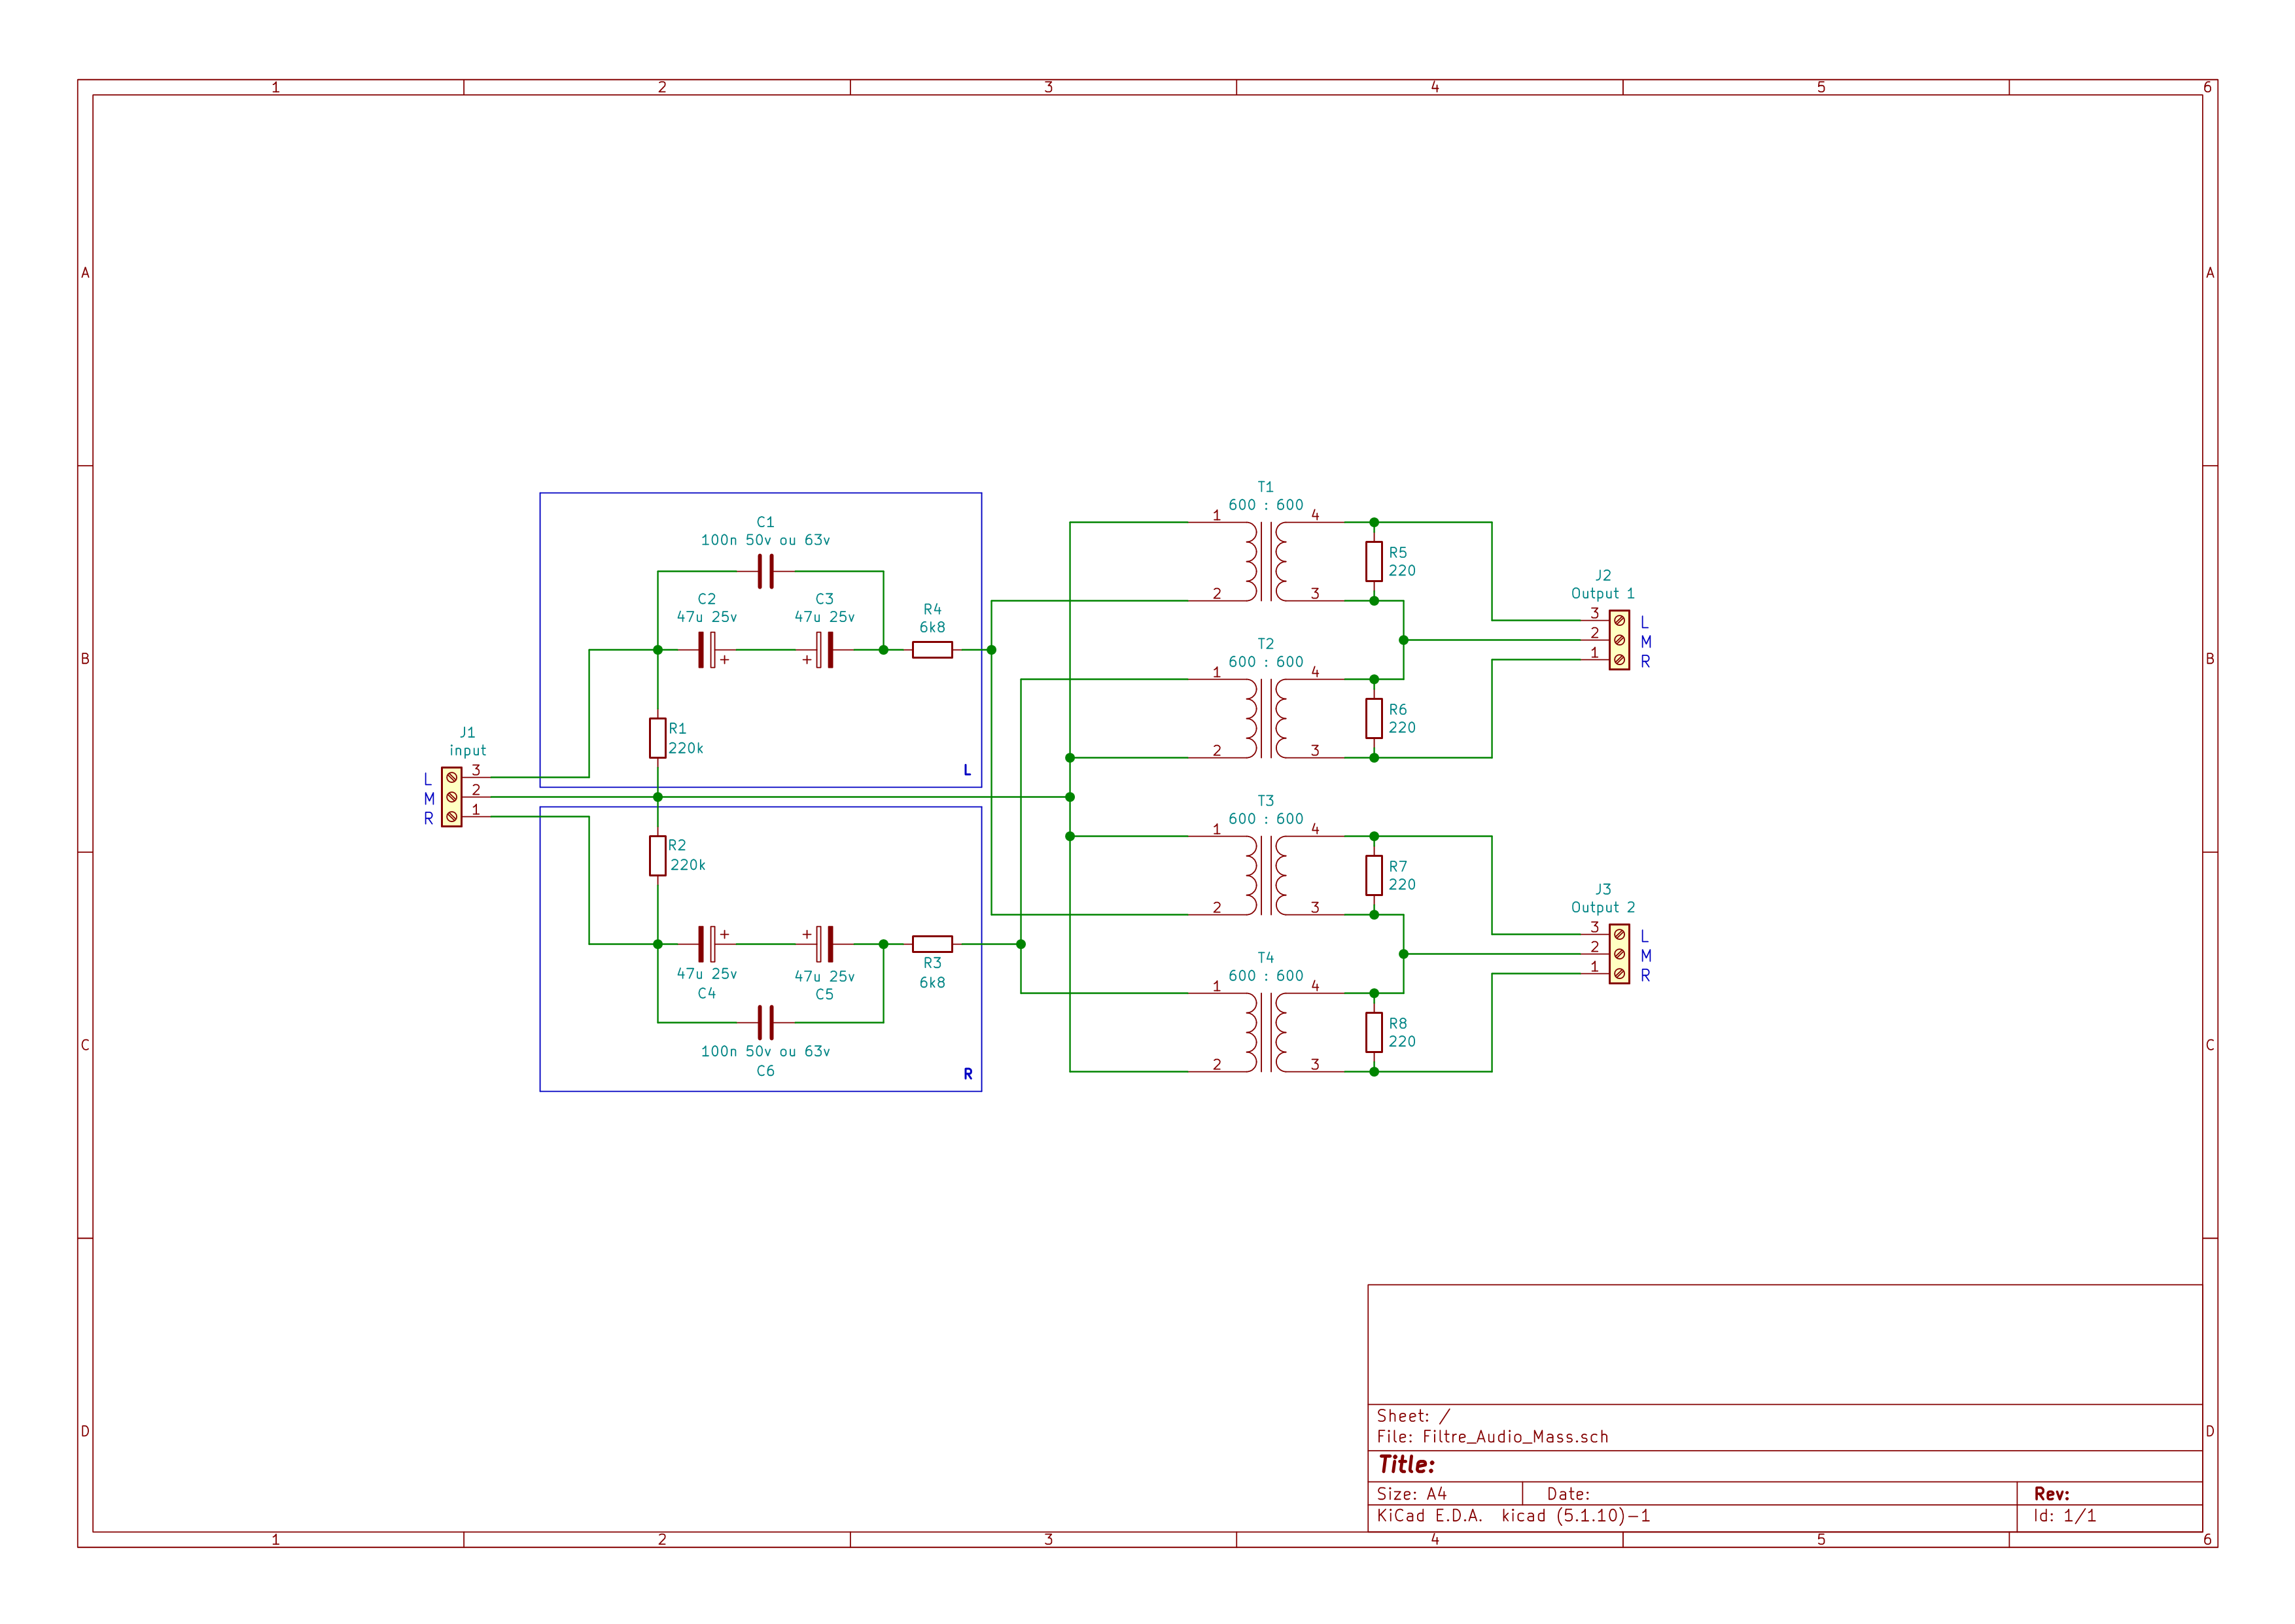 1 2 3 4 5 6
A A
B B
C C
D D
C1
100n 50v ou 63v
C2
47u 25v
+
C3
47u 25v
+
R4
6k8
R1
220k
L
J1
input
L 3
M 2
R 1
R2
220k
+
47u 25v
C4
+
47u 25v
C5
R3
6k8
100n 50v ou 63v
C6
R
T1
600 : 600
1 4
2 3
R5
220
T2
600 : 600
1 4
2 3
R6
220
J2
Output 1
3 L
2 M
1 R
T3
600 : 600
1 4
2 3
R7
220
T4
600 : 600
1 4
2 3
R8
220
J3
Output 2
3 L
2 M
1 R
Sheet: /
File: Filtre_Audio_Mass.sch
Title:
Size: A4 Date: Rev:
KiCad E.D.A. kicad (5.1.10)-1 Id: 1/1
1 2 3 4 5 6